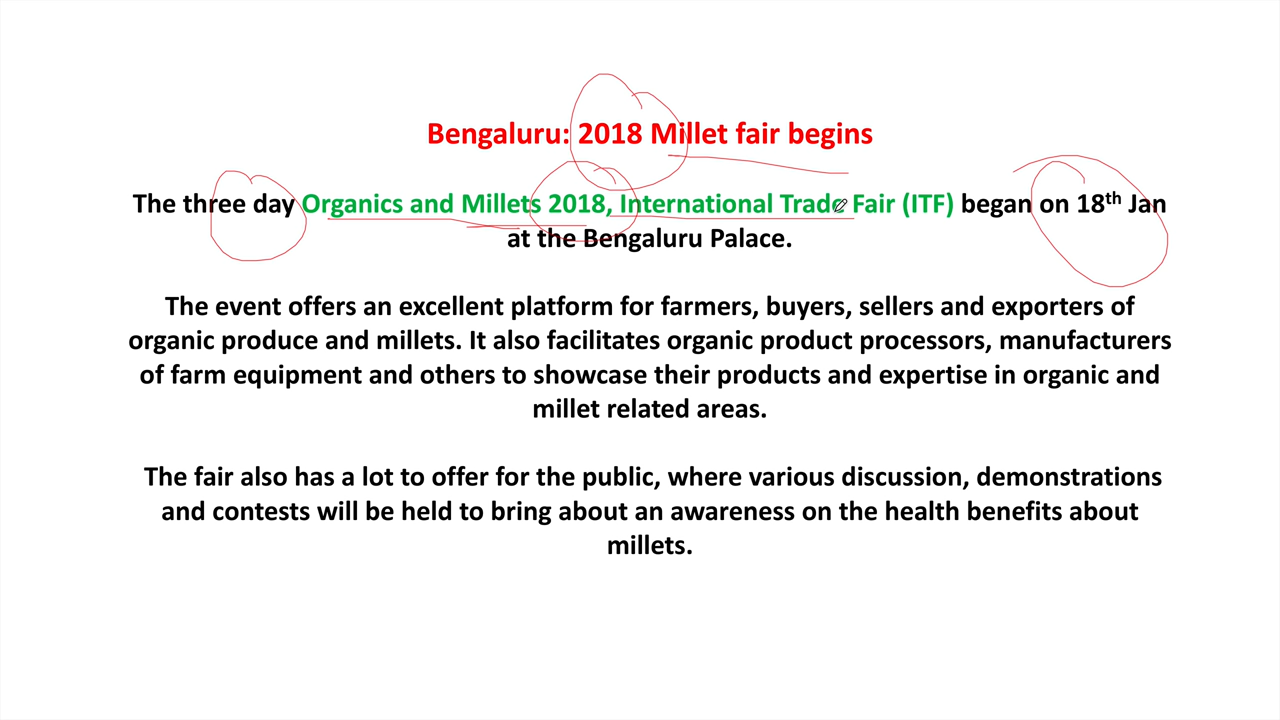 Bengaluru: 2018 Millet fair begins
The three day Organics and Millets 2018, International Trade Fair (ITF) began on 18th Jan
at the Bengaluru Palace.
The event offers an excellent platform for farmers, buyers, sellers and exporters of
organic produce and millets. It also facilitates organic product processors, manufacturers
of farm equipment and others to showcase their products and expertise in organic and
millet related areas.
The fair also has a lot to offer for the public, where various discussion, demonstrations
and contests will be held to bring about an awareness on the health benefits about
millets.